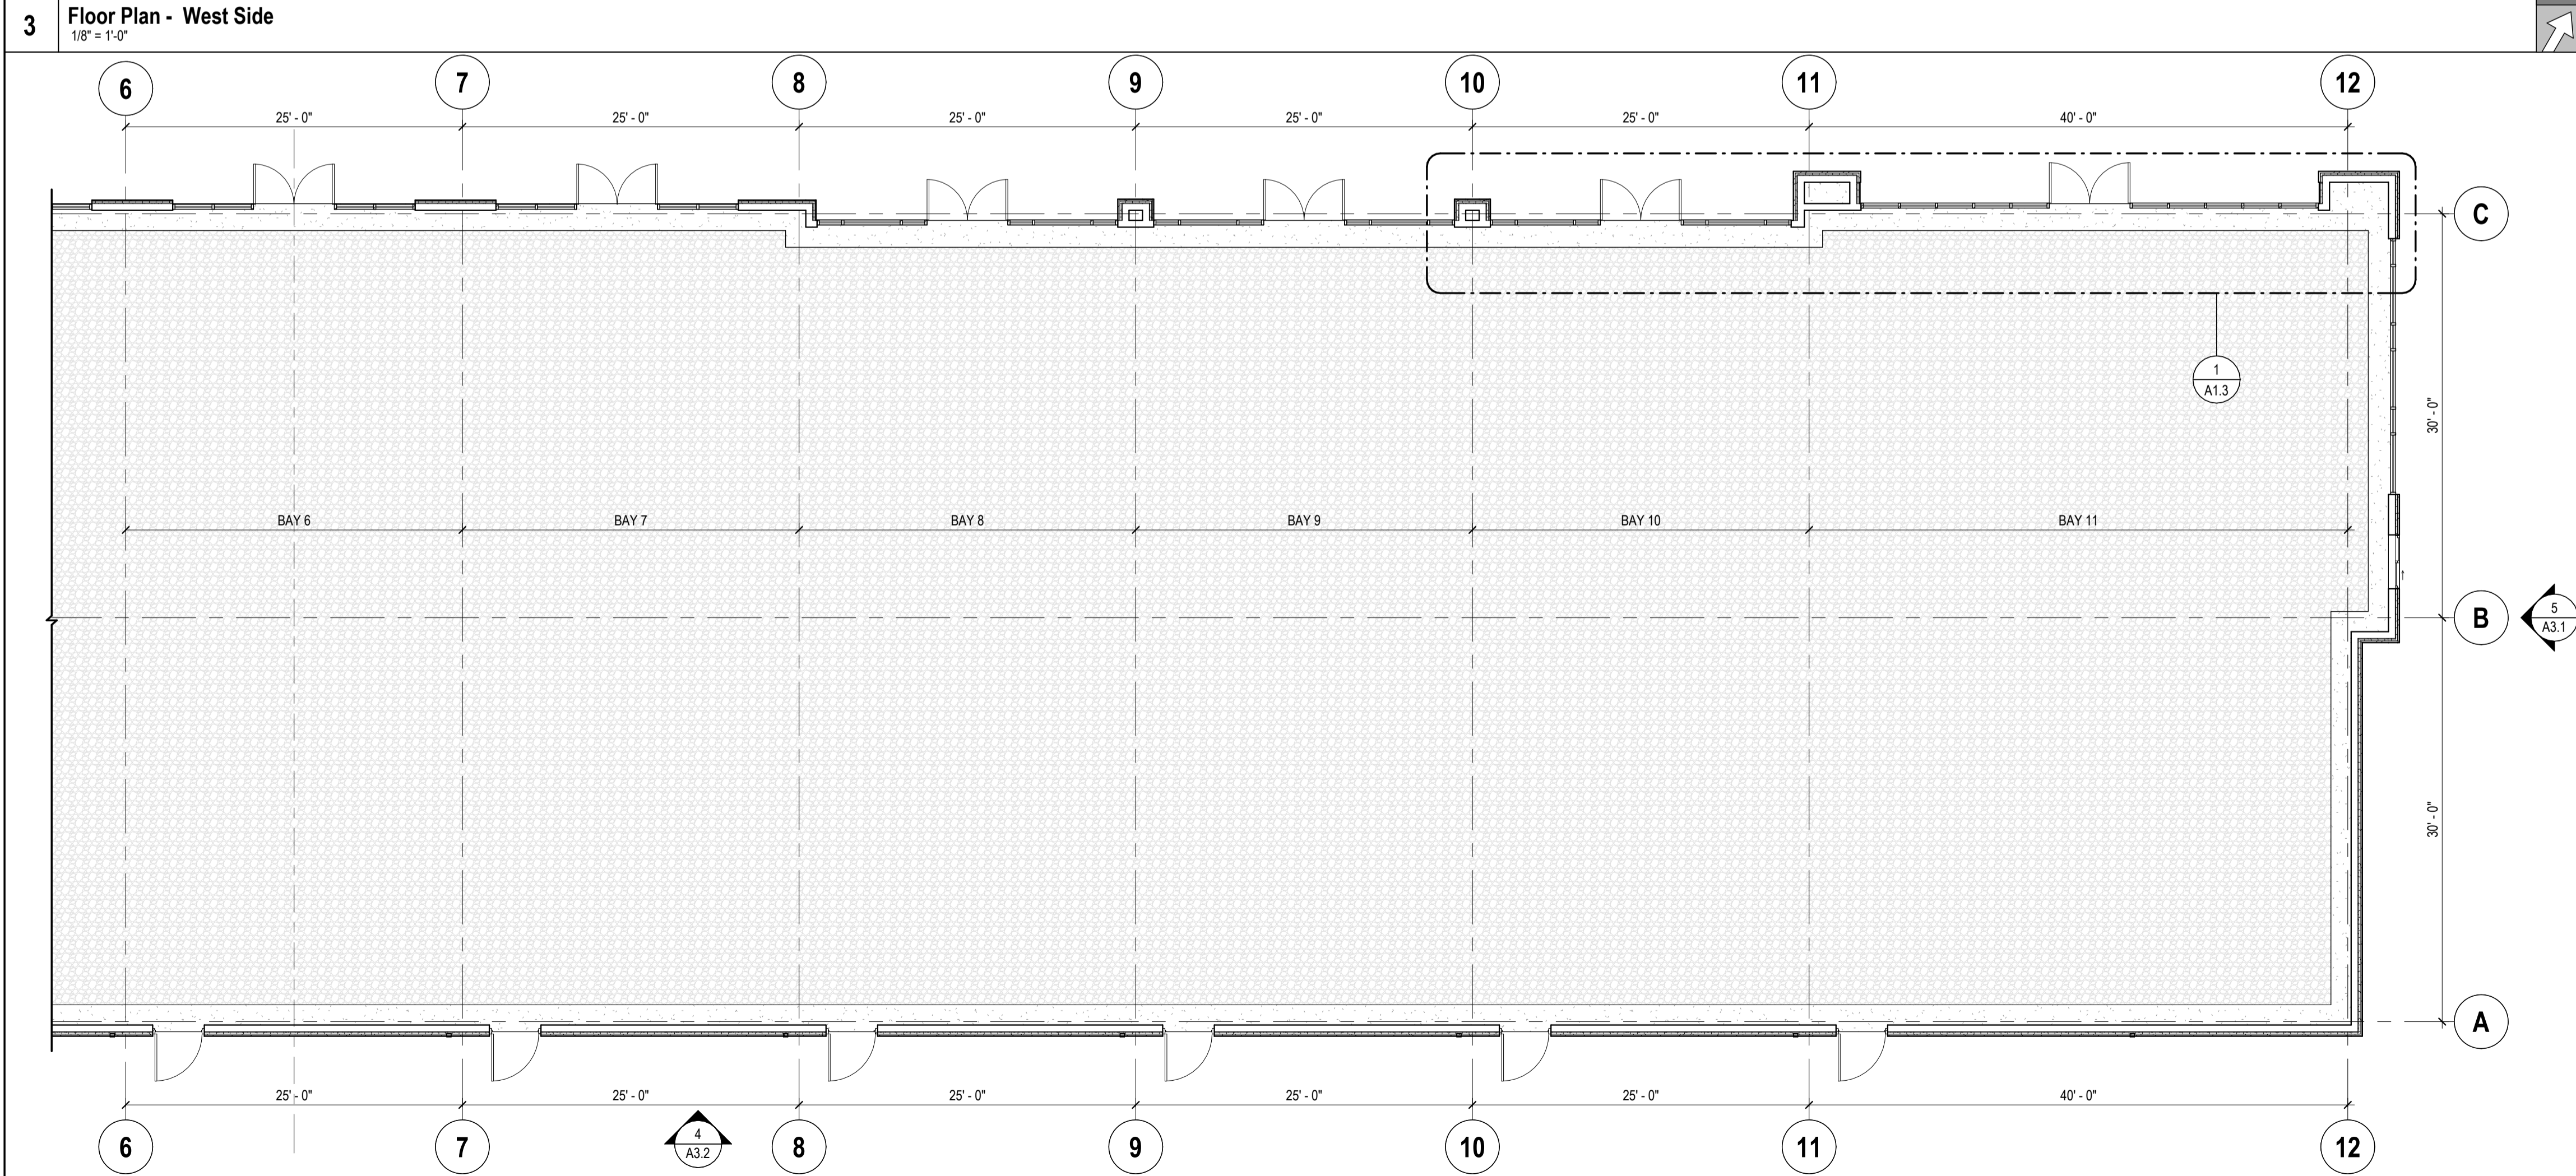 3
Floor Plan - West Side
1/8" = 1'-0"
6 7 8 9 10 11 12
25' - 0" 25' - 0" 25' - 0" 25' - 0" 25' - 0" 40' - 0"
C
1
A1.3
30' - 0"
BAY 6 BAY 7 BAY 8 BAY 9 BAY 10 BAY 11
B
5
A3.1
30' - 0"
A
25' - 0" 25' - 0" 25' - 0" 25' - 0" 25' - 0" 40' - 0"
6 7 8 9 10 11 12
4
A3.2